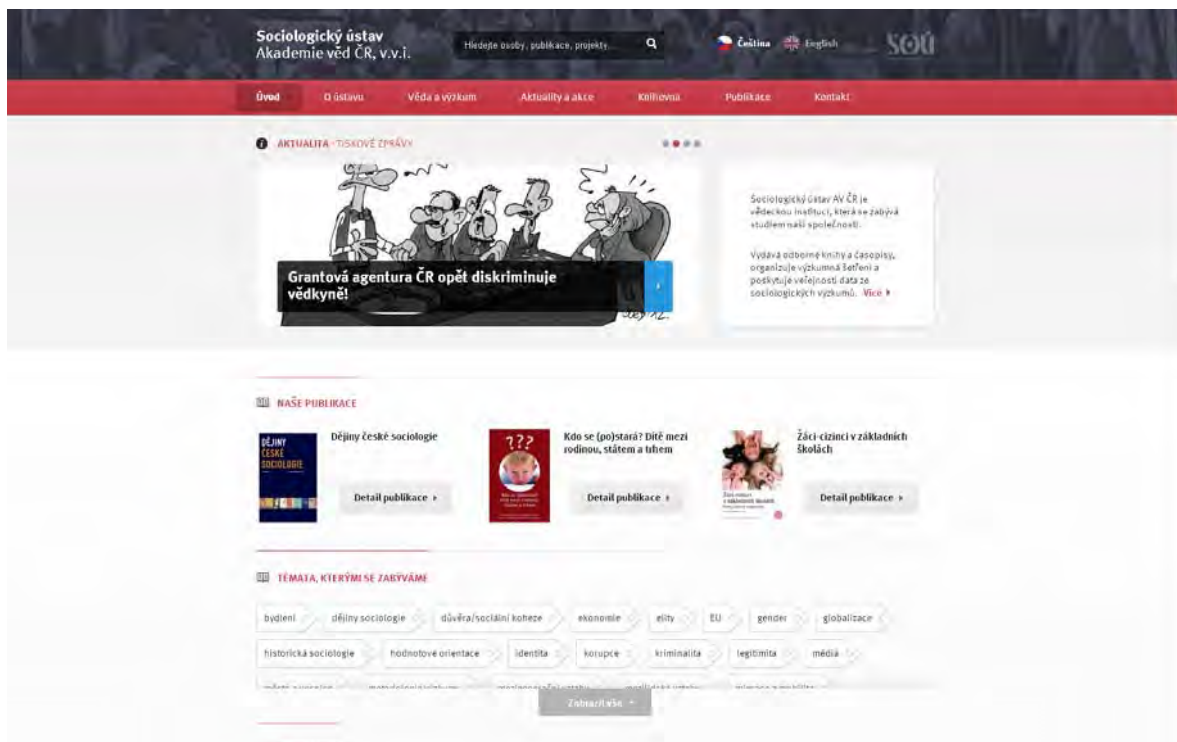 Sociologický ústav
Akademie věd ČR, v.v.i.
Hledejte osoby, publikace, projekty...
Čeština
English
SOÚ
Úvod
O ústavu
Věda a výzkum
Aktuality a akce
Knihovna
Publikace
Kontakt
AKTUALITA - TISKOVÉ ZPRÁVY
Grantová agentura ČR opět diskriminuje
vědkyně!
Sociologický ústav AV ČR je
vědeckou institucí, která se zabývá
studiem naší společnosti.
Vydává odborné knihy a časopisy,
organizuje výzkumná šetření a
poskytuje veřejnosti data ze
sociologických výzkumů. Více
NAŠE PUBLIKACE
DĚJINY
ČESKÉ
SOCIOLOGIE
Dějiny české sociologie
Detail publikace
???
Kdo se (po)stará? Dítě mezi
rodinou, státem a trhem
Detail publikace
Žáci-cizinci v základních
školách
Detail publikace
TÉMATA, KTERÝMI SE ZABÝVÁME
bydlení
dějiny sociologie
důvěra/sociální koheze
ekonomie
elity
EU
gender
globalizace
historická sociologie
hodnotové orientace
identita
korupce
kriminalita
legitimita
média
Zobrazit vše